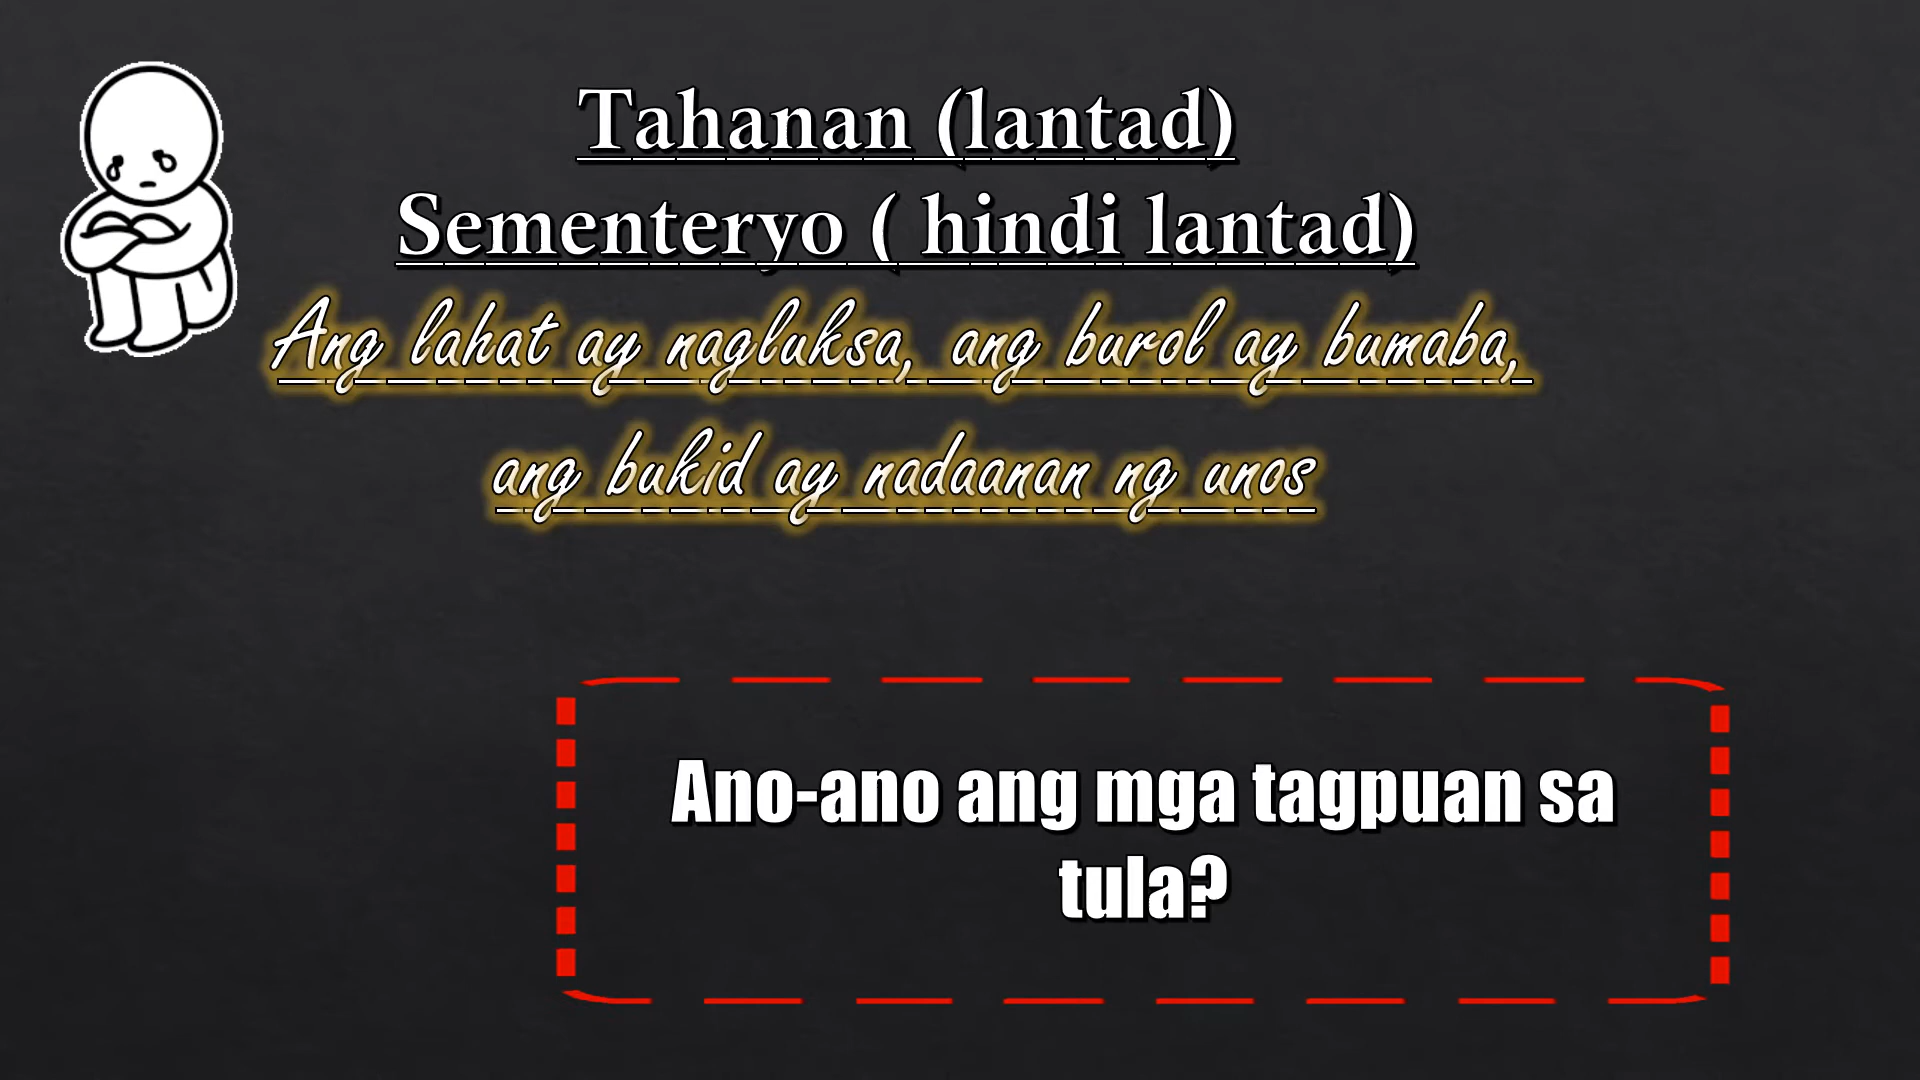 Tahanan (lantad)
Sementeryo ( hindi lantad)
Ang lahat ay nagluksa, ang burol ay bumaba,
ang bukid ay nadaanan ng unos
Ano-ano ang mga tagpuan sa
tula?